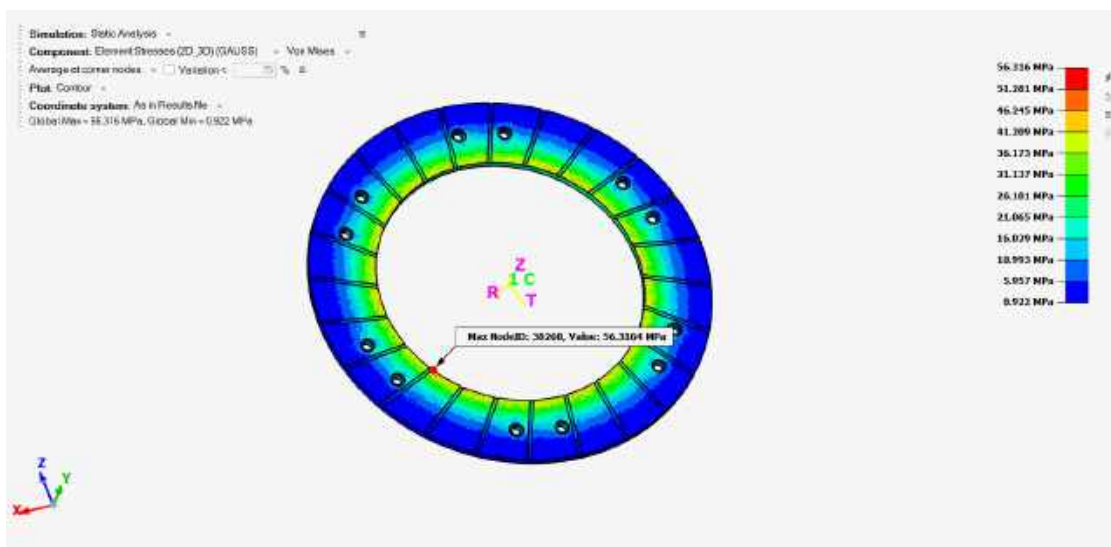 Simulation: Static Analysis
Component: Element Stresses (2D_3D) (GAUSS) Von Mises
Average at corner nodes Variation < %
Plot: Contour
Coordinate system: As in Results file
Global Max = 56.316 MPa, Global Min = 0.922 MPa
56.316 MPa
51.281 MPa
46.245 MPa
41.209 MPa
36.173 MPa
31.137 MPa
26.101 MPa
21.065 MPa
16.029 MPa
10.993 MPa
5.957 MPa
0.922 MPa
Z
1 C
R
T
Max NodeID: 38260, Value: 56.3164 MPa
Z
Y
X